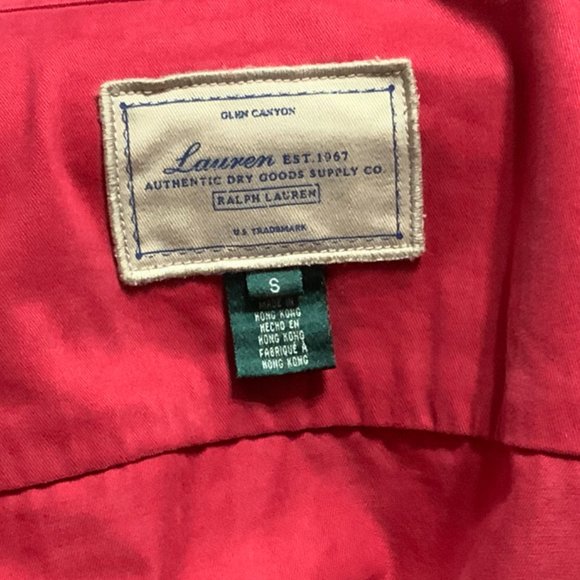 GLEN CANYON
Lauren EST. 1967
AUTHENTIC DRY GOODS SUPPLY CO.
RALPH LAUREN
U.S. TRADEMARK
S
MADE IN
HONG KONG
HECHO EN
HONG KONG
FABRIQUÉ À
HONG KONG